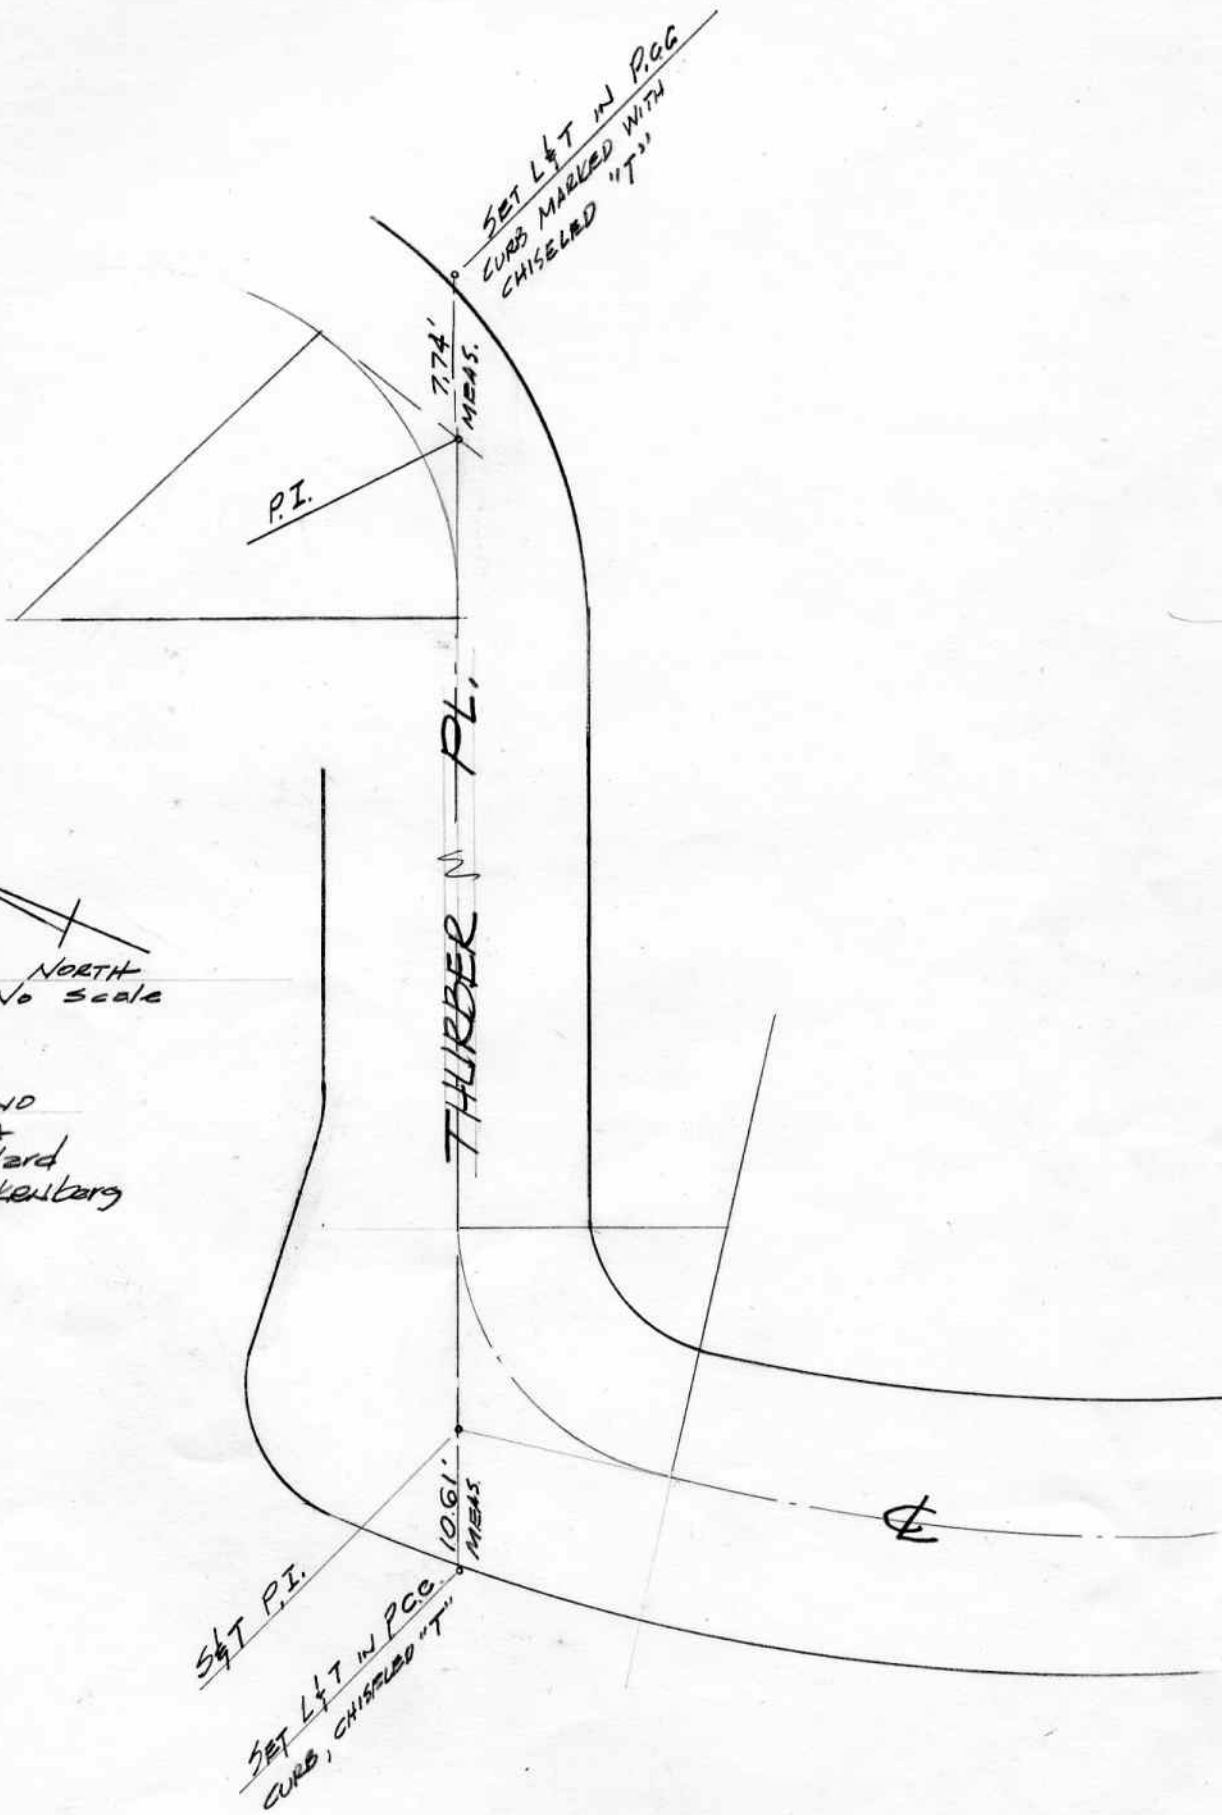 SET L&T IN P.C.C
CURB MARKED WITH
CHISELED "T"
7.74'
MEAS.
P.I.
THURBER PL.
NORTH
No scale
10.61'
MEAS.
S&T P.I.
SET L&T IN P.C.C.
CURB, CHISELED "T"
℄